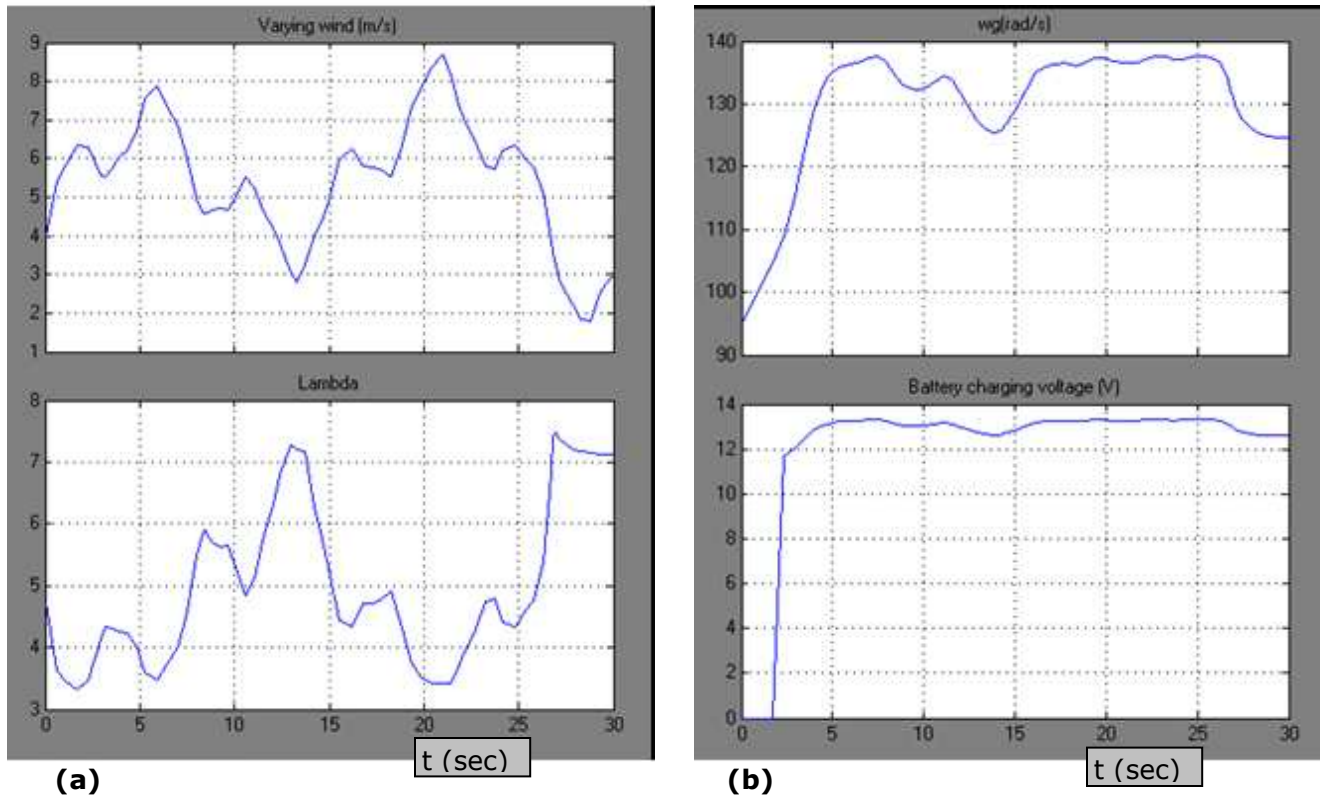 Varying wind (m/s)
9
8
7
6
5
4
3
2
1
Lambda
8
7
6
5
4
3
0 5 10 15 20 25 30
t (sec)
(a)
wg(rad/s)
140
130
120
110
100
90
Battery charging voltage (V)
14
12
10
8
6
4
2
0
0 5 10 15 20 25 30
t (sec)
(b)